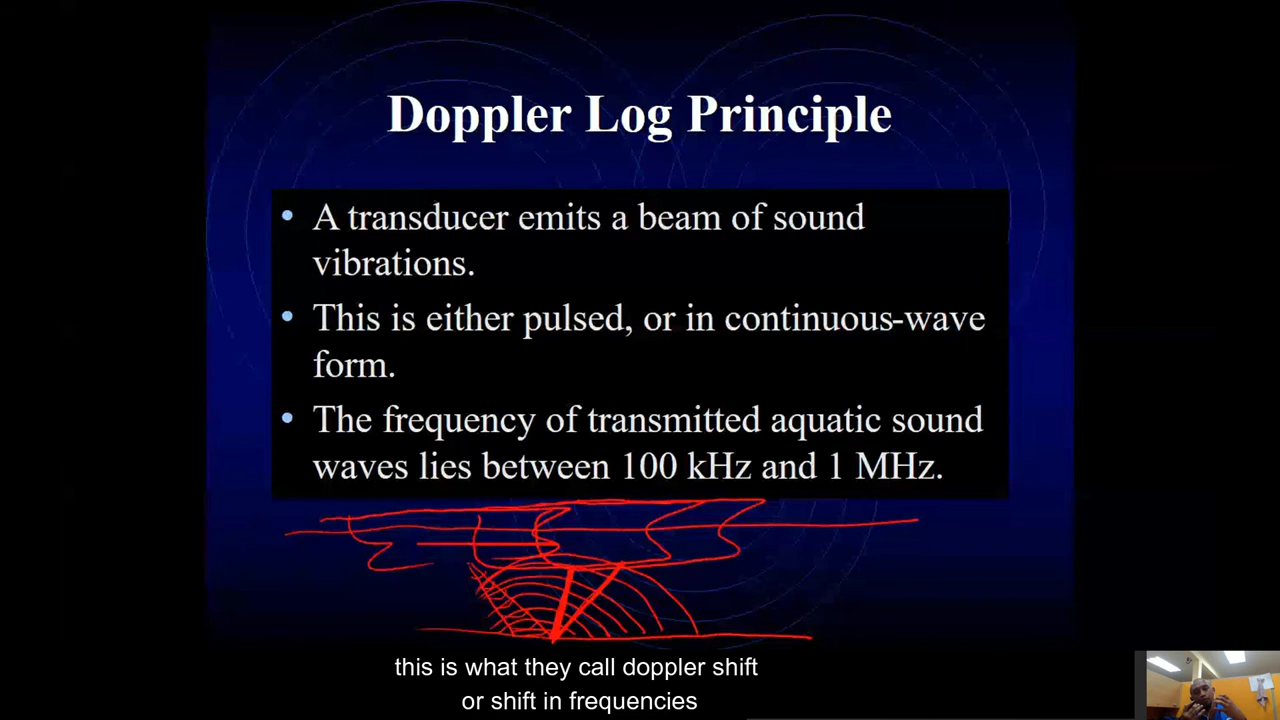 Doppler Log Principle
• A transducer emits a beam of sound
vibrations.
• This is either pulsed, or in continuous-wave
form.
• The frequency of transmitted aquatic sound
waves lies between 100 kHz and 1 MHz.
this is what they call doppler shift
or shift in frequencies